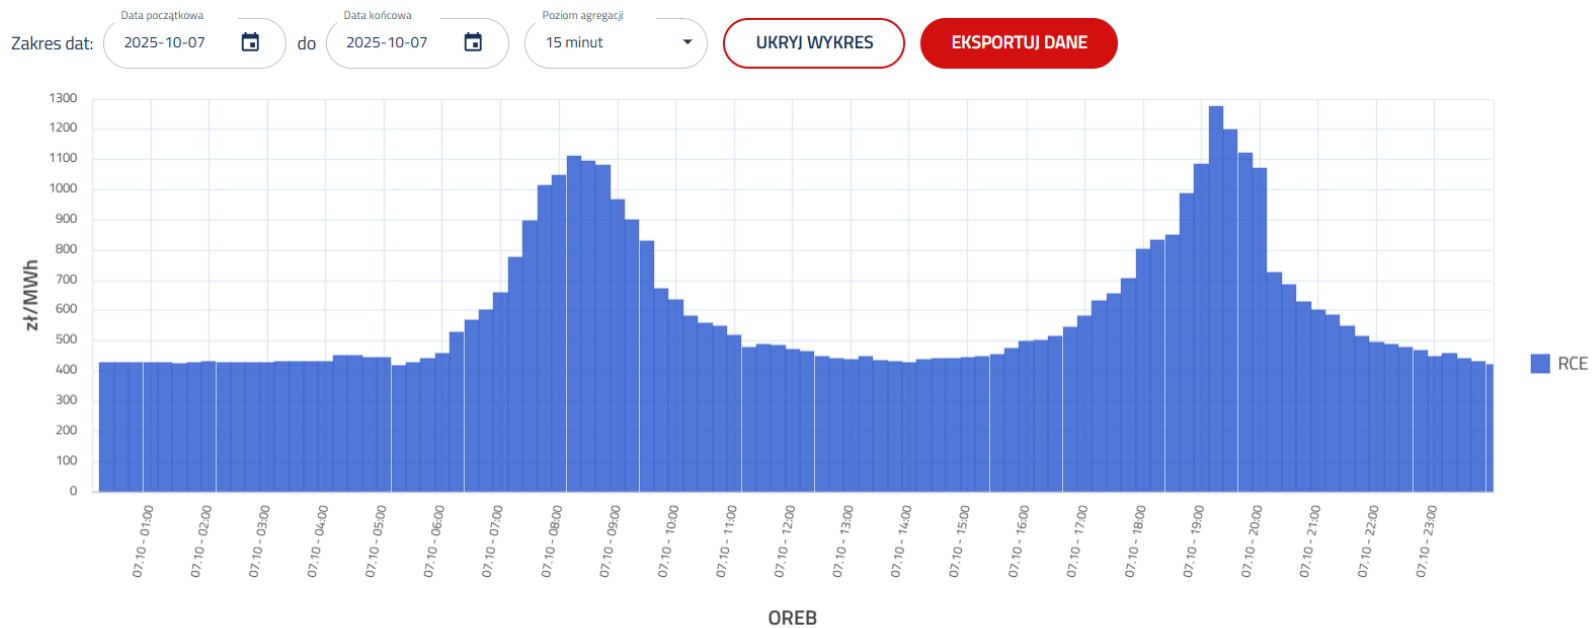 Zakres dat:
Data początkowa
2025-10-07
do
Data końcowa
2025-10-07
Poziom agregacji
15 minut
UKRYJ WYKRES
EKSPORTUJ DANE
zł/MWh
1300
1200
1100
1000
900
800
700
600
500
400
300
200
100
0
07.10 - 01:00
07.10 - 02:00
07.10 - 03:00
07.10 - 04:00
07.10 - 05:00
07.10 - 06:00
07.10 - 07:00
07.10 - 08:00
07.10 - 09:00
07.10 - 10:00
07.10 - 11:00
07.10 - 12:00
07.10 - 13:00
07.10 - 14:00
07.10 - 15:00
07.10 - 16:00
07.10 - 17:00
07.10 - 18:00
07.10 - 19:00
07.10 - 20:00
07.10 - 21:00
07.10 - 22:00
07.10 - 23:00
OREB
RCE